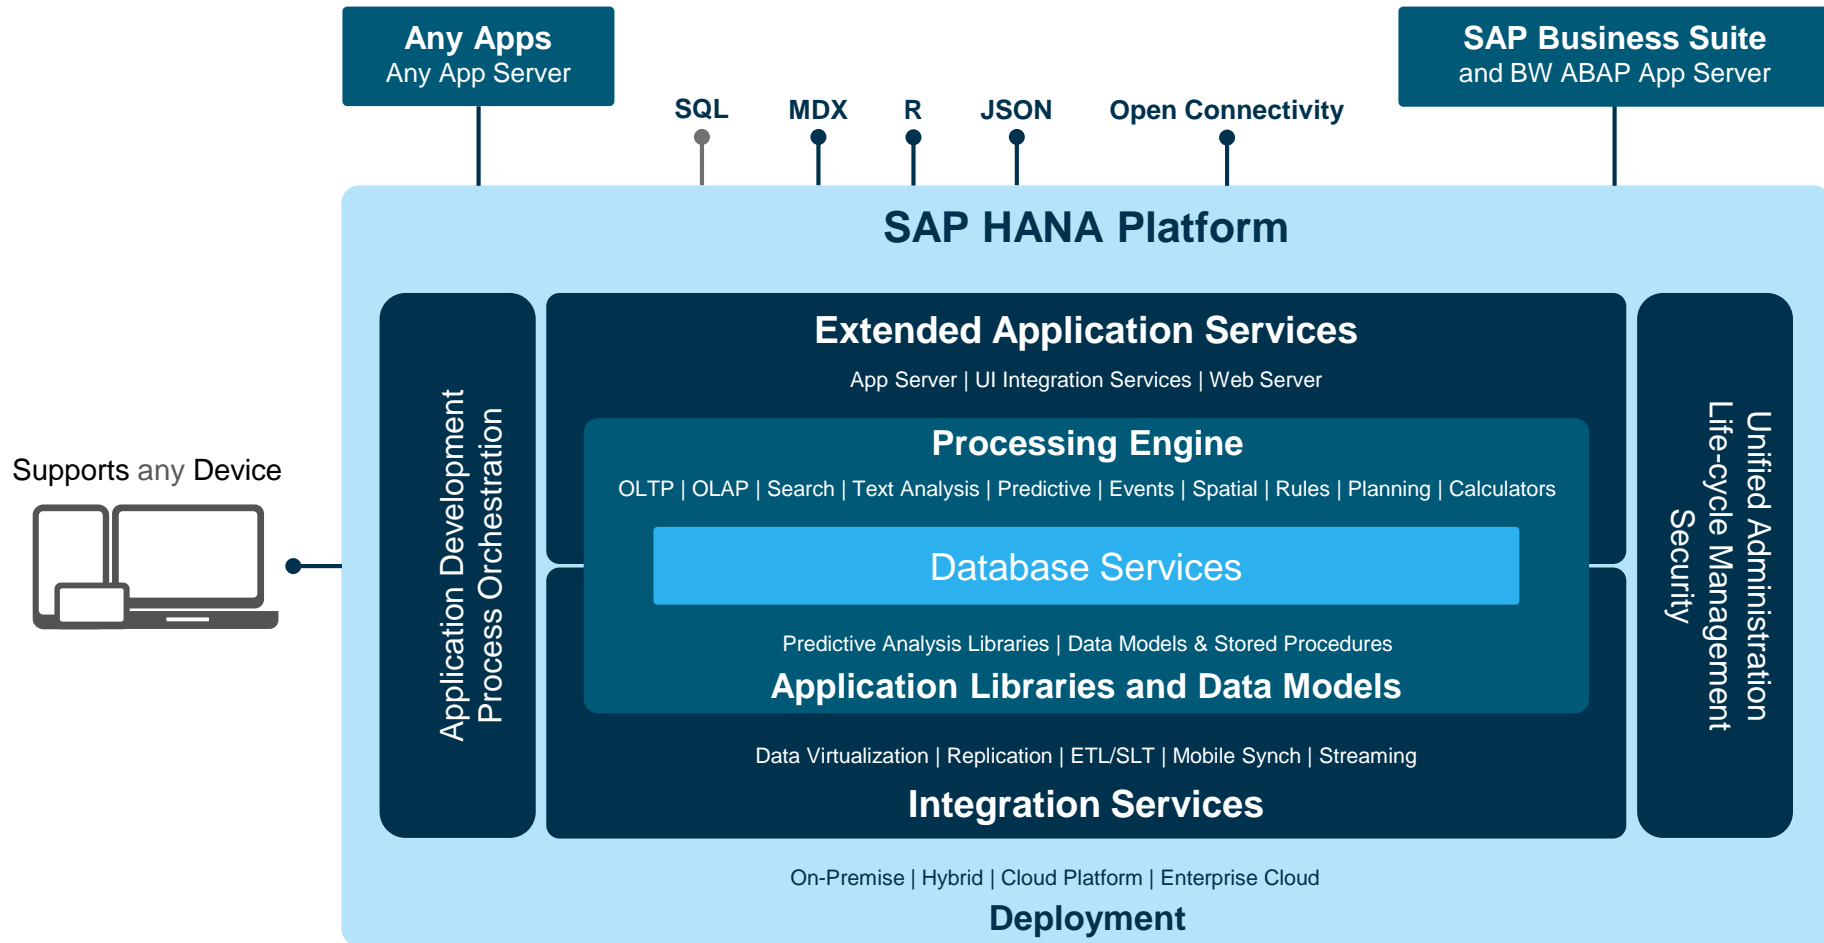 Any Apps
Any App Server
SAP Business Suite
and BW ABAP App Server
SQL
MDX
R
JSON
Open Connectivity
SAP HANA Platform
Supports any Device
Application Development
Process Orchestration
Extended Application Services
App Server | UI Integration Services | Web Server
Processing Engine
OLTP | OLAP | Search | Text Analysis | Predictive | Events | Spatial | Rules | Planning | Calculators
Database Services
Predictive Analysis Libraries | Data Models & Stored Procedures
Application Libraries and Data Models
Data Virtualization | Replication | ETL/SLT | Mobile Synch | Streaming
Integration Services
Unified Administration
Life-cycle Management
Security
On-Premise | Hybrid | Cloud Platform | Enterprise Cloud
Deployment